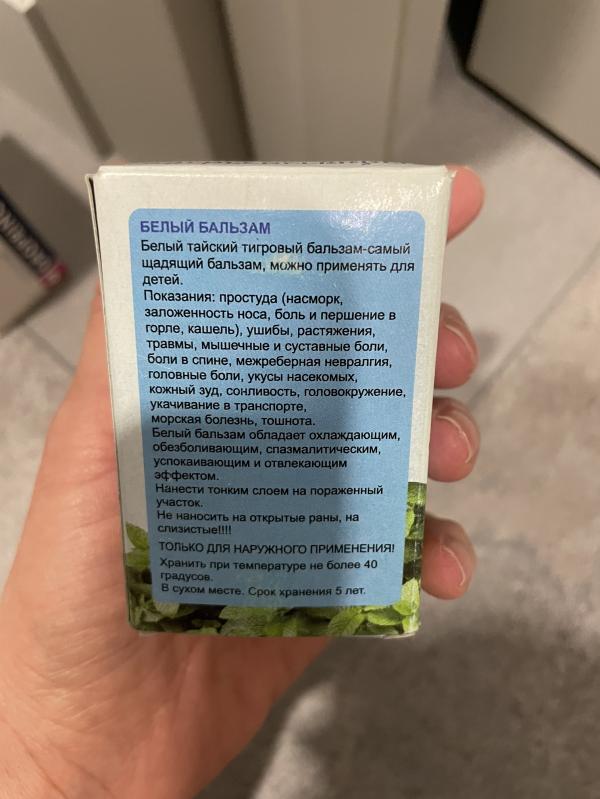 БЕЛЫЙ БАЛЬЗАМ
Белый тайский тигровый бальзам-самый
щадящий бальзам, можно применять для
детей.
Показания: простуда (насморк,
заложенность носа, боль и першение в
горле, кашель), ушибы, растяжения,
травмы, мышечные и суставные боли,
боли в спине, межреберная невралгия,
головные боли, укусы насекомых,
кожный зуд, сонливость, головокружение,
укачивание в транспорте,
морская болезнь, тошнота.
Белый бальзам обладает охлаждающим,
обезболивающим, спазмалитическим,
успокаивающим и отвлекающим
эффектом.
Нанести тонким слоем на пораженный
участок.
Не наносить на открытые раны, на
слизистые!!!!
ТОЛЬКО ДЛЯ НАРУЖНОГО ПРИМЕНЕНИЯ!
Хранить при температуре не более 40
градусов.
В сухом месте. Срок хранения 5 лет.